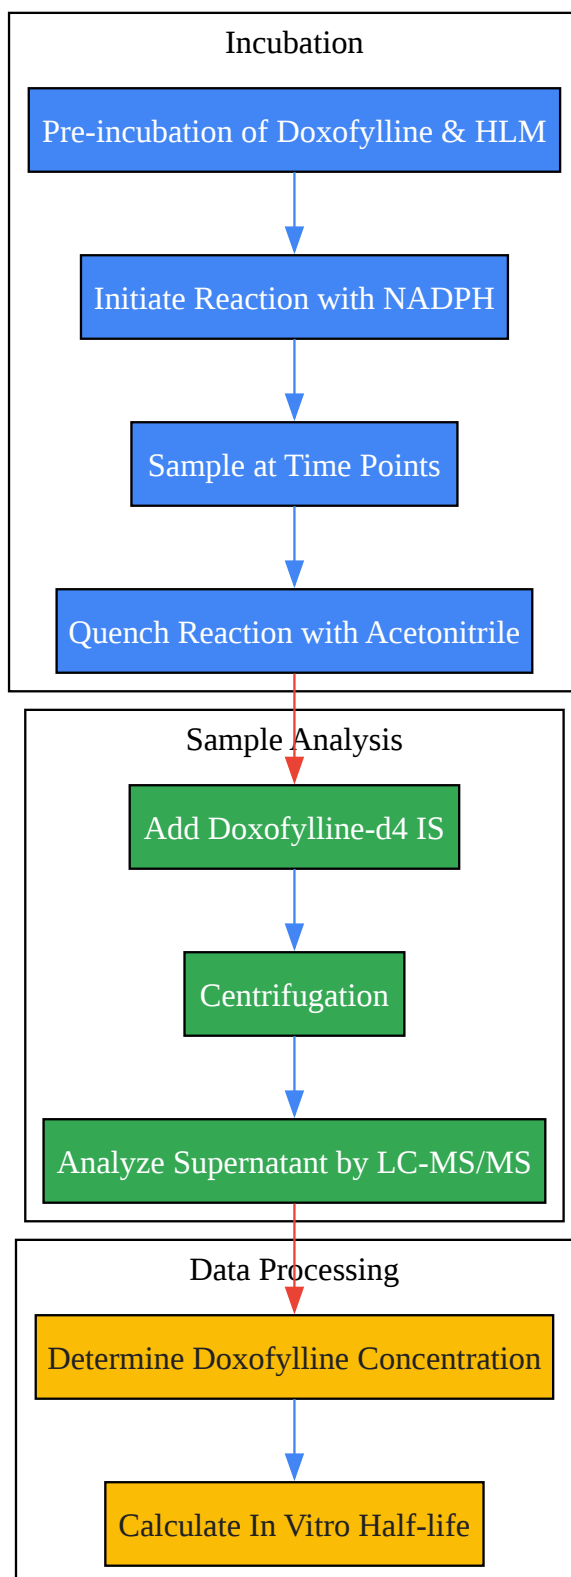 Incubation
Pre-incubation of Doxofylline & HLM
Initiate Reaction with NADPH
Sample at Time Points
Quench Reaction with Acetonitrile
Sample Analysis
Add Doxofylline-d4 IS
Centrifugation
Analyze Supernatant by LC-MS/MS
Data Processing
Determine Doxofylline Concentration
Calculate In Vitro Half-life